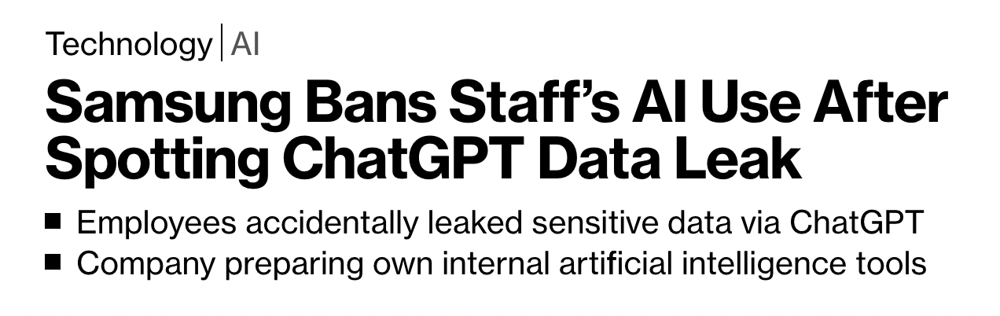 Technology | AI
Samsung Bans Staff’s AI Use After
Spotting ChatGPT Data Leak
■ Employees accidentally leaked sensitive data via ChatGPT
■ Company preparing own internal artificial intelligence tools